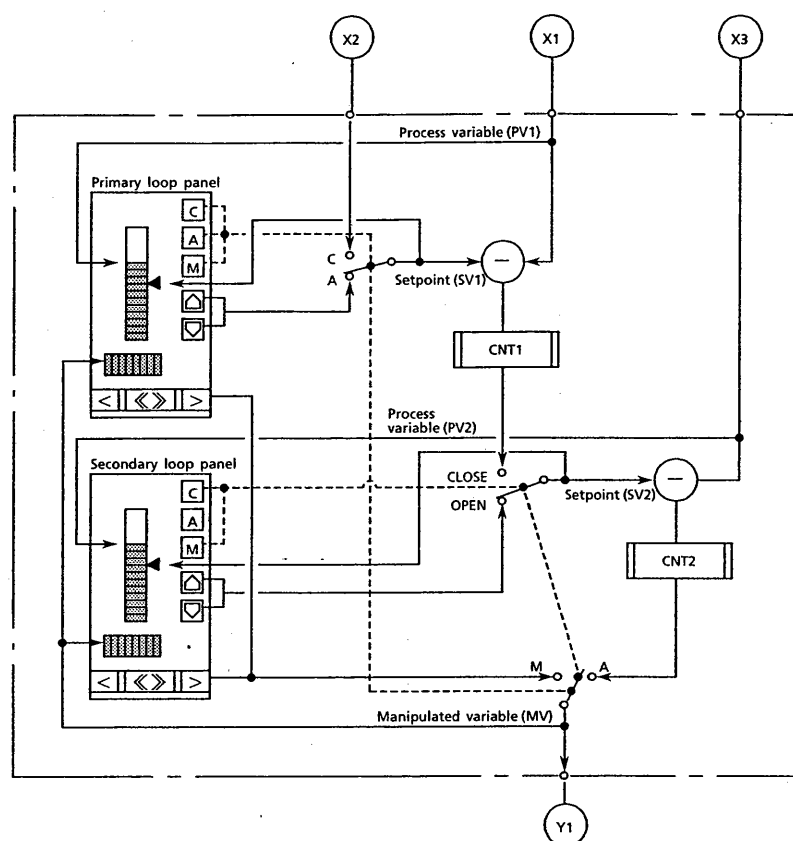 X2
X1
X3
Process variable (PV1)
Primary loop panel
C
A
M
C
A
Setpoint (SV1)
−
CNT1
< ⟪⟫ >
Process
variable (PV2)
Secondary loop panel
CLOSE
OPEN
C
A
M
Setpoint (SV2)
−
CNT2
M
A
< ⟪⟫ >
Manipulated variable (MV)
Y1